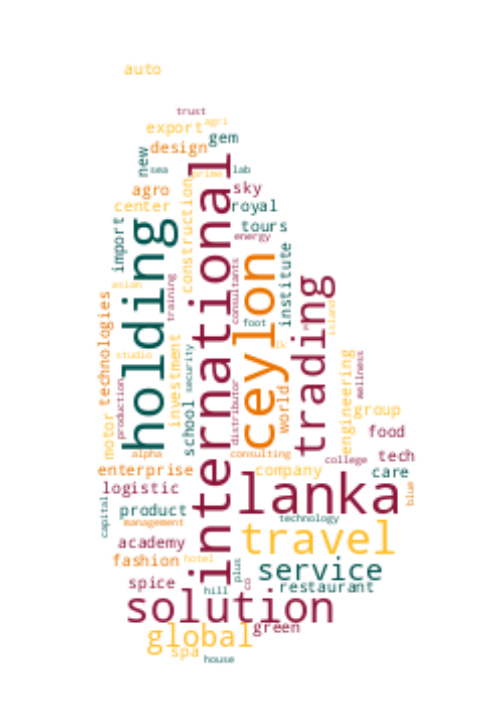 auto
trust
export
agri
design
gem
new
sea
prime
lab
agro
sky
center
royal
import
holding
construction
international
tours
energy
institute
asian
training
consultants
ceylon
trading
island
technologies
foot
lk
studio
investment
security
production
motor
school
distributor
world
engineering
wellness
group
food
alpha
consulting
college
tech
enterprise
company
care
logistic
lanka
blue
capital
product
technology
management
travel
academy
fashion
hotel
plus
service
spice
hill
co
restaurant
solution
global
green
spa
house